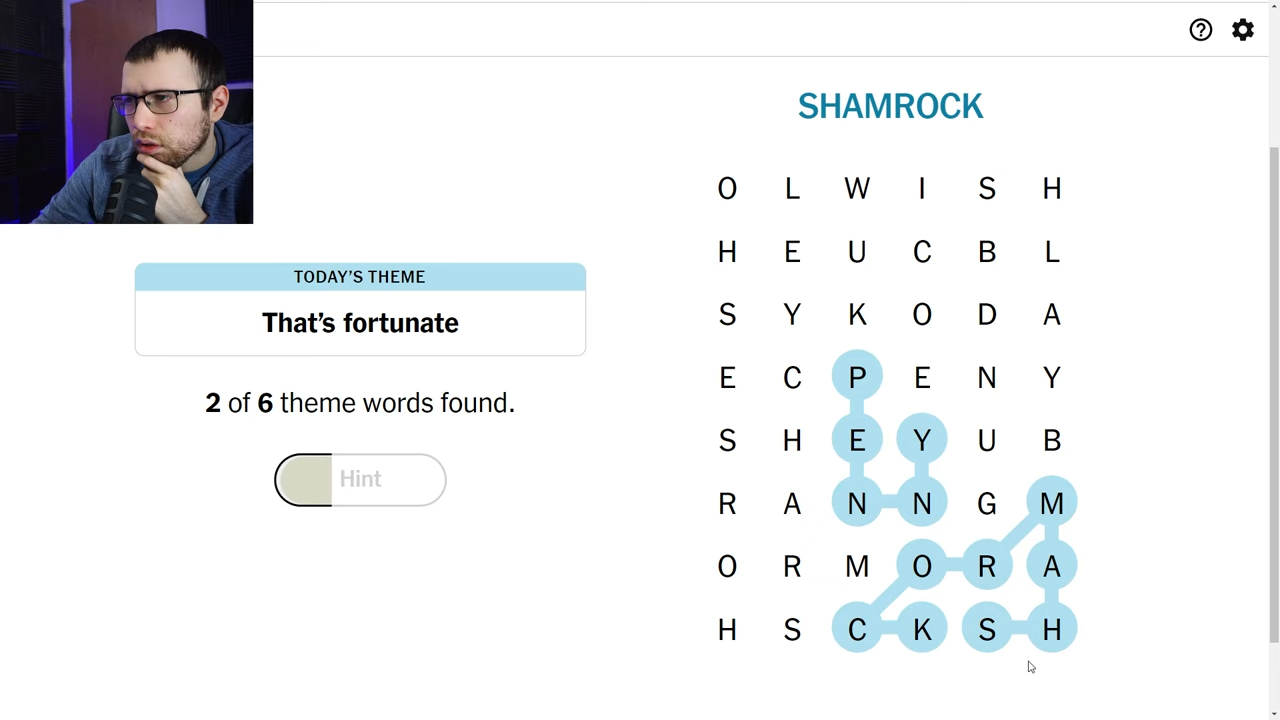 SHAMROCK
O L W I S H
H E U C B L
S Y K O D A
E C P E N Y
S H E Y U B
R A N N G M
O R M O R A
H S C K S H
TODAY'S THEME
That's fortunate
2 of 6 theme words found.
Hint